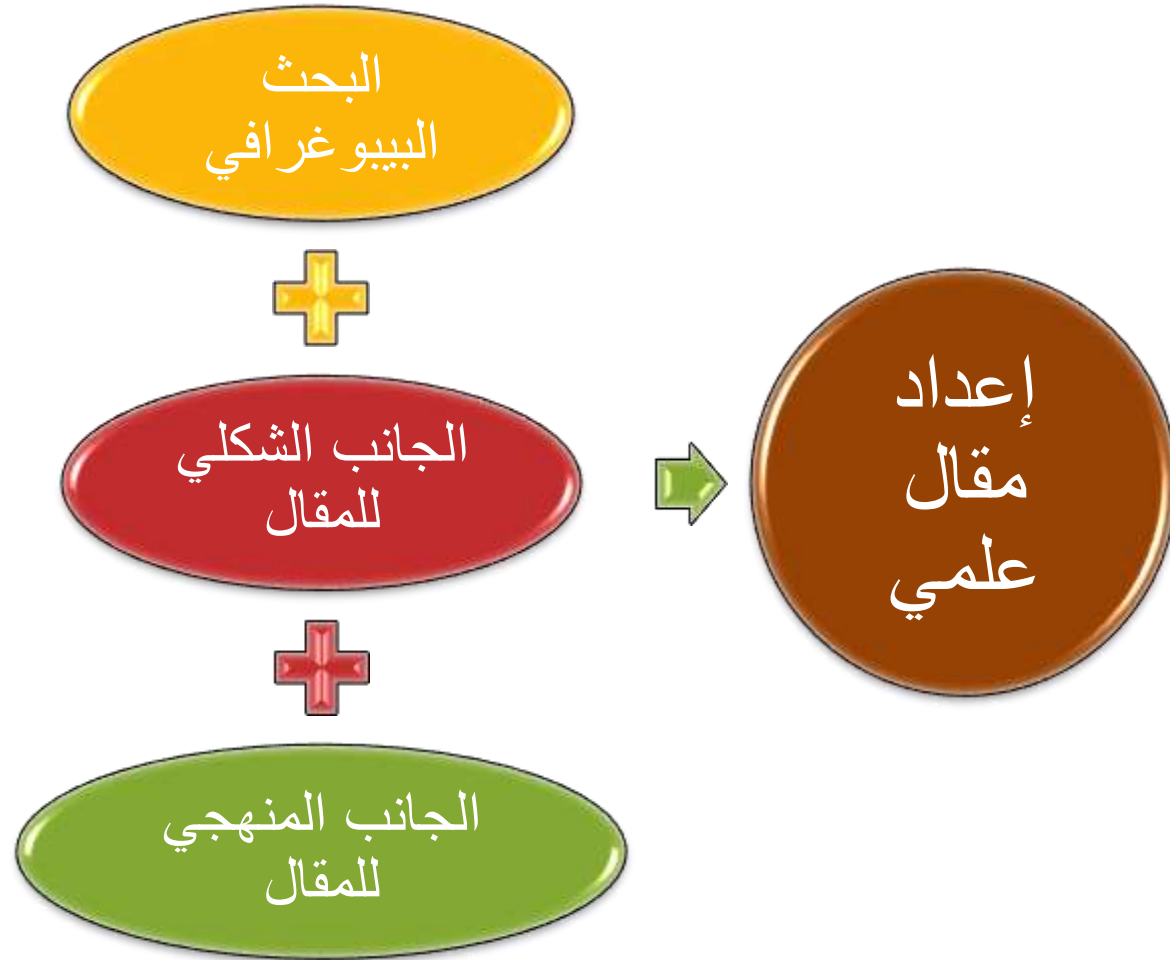 البحث
البيبوغرافي
الجانب الشكلي
للمقال
الجانب المنهجي
للمقال
إعداد
مقال
علمي